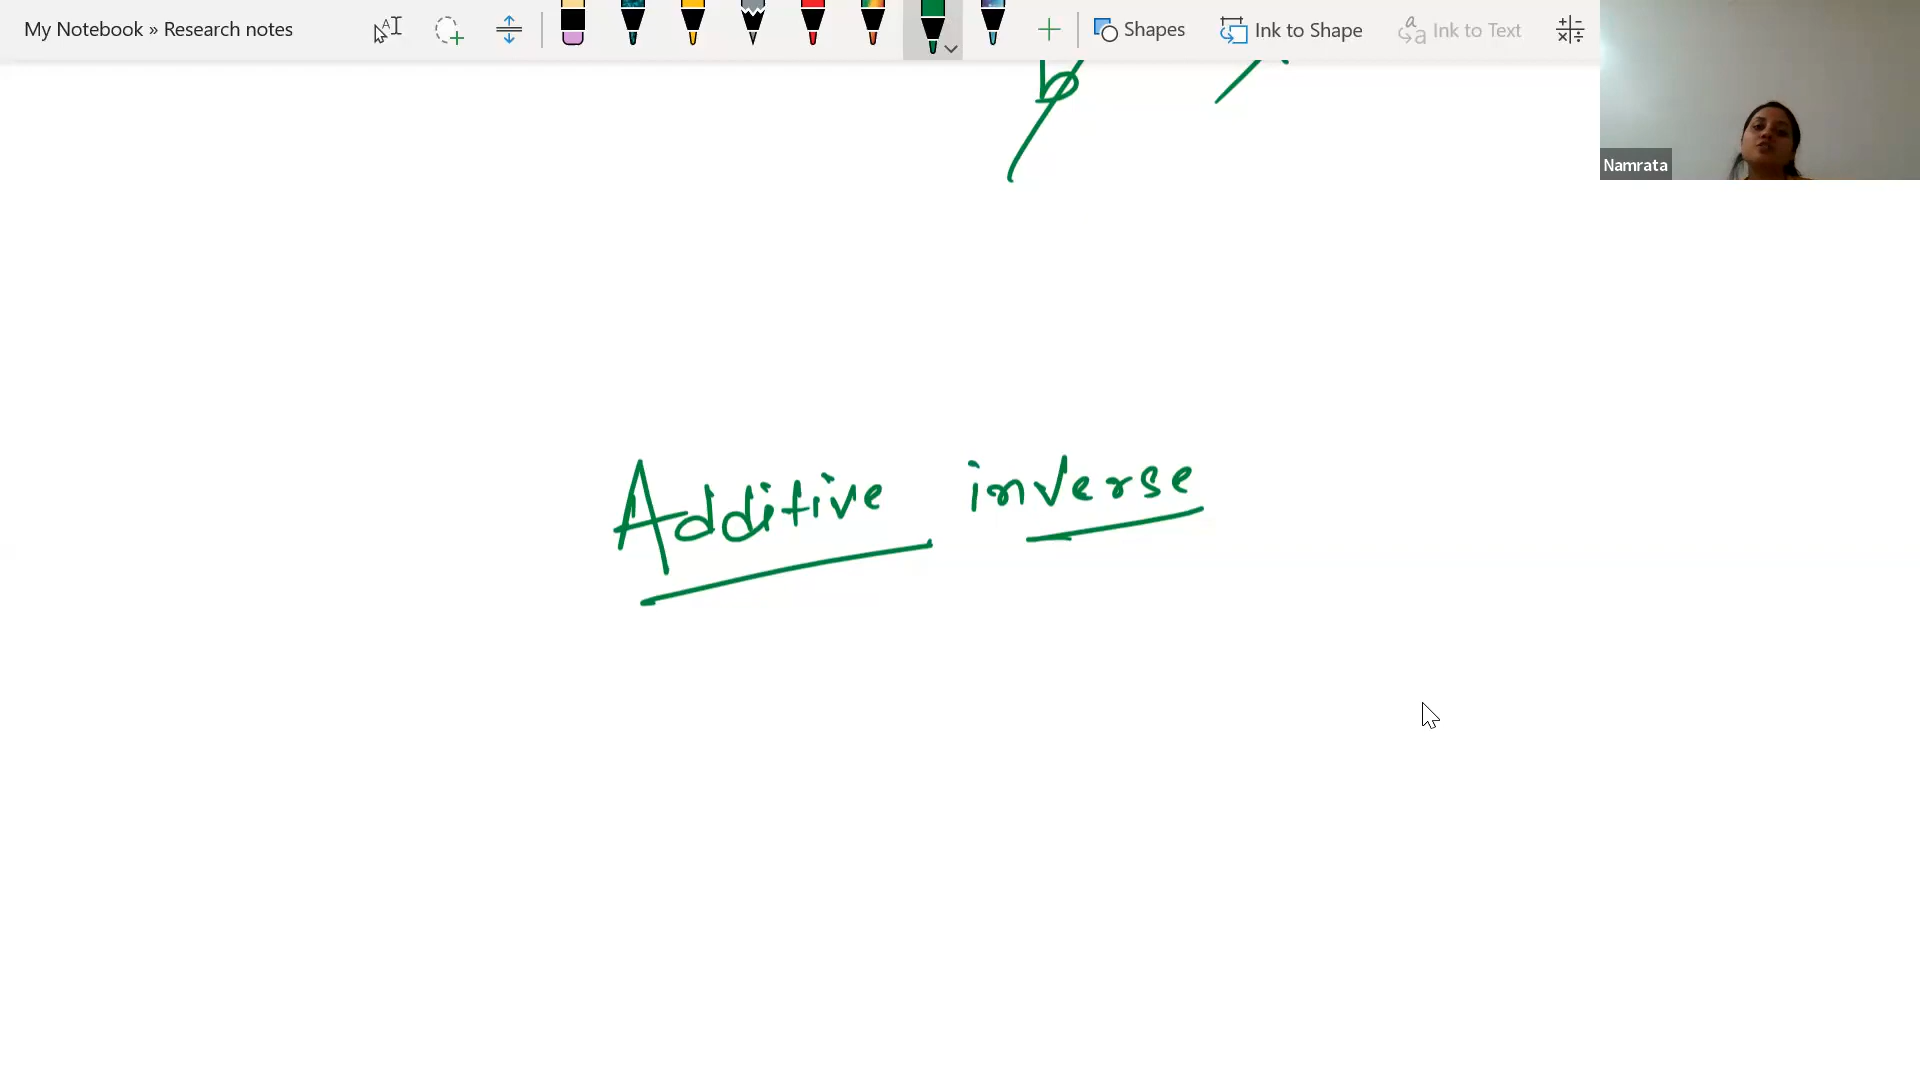 My Notebook » Research notes
Shapes
Ink to Shape
Ink to Text
Namrata
b
Additive inverse